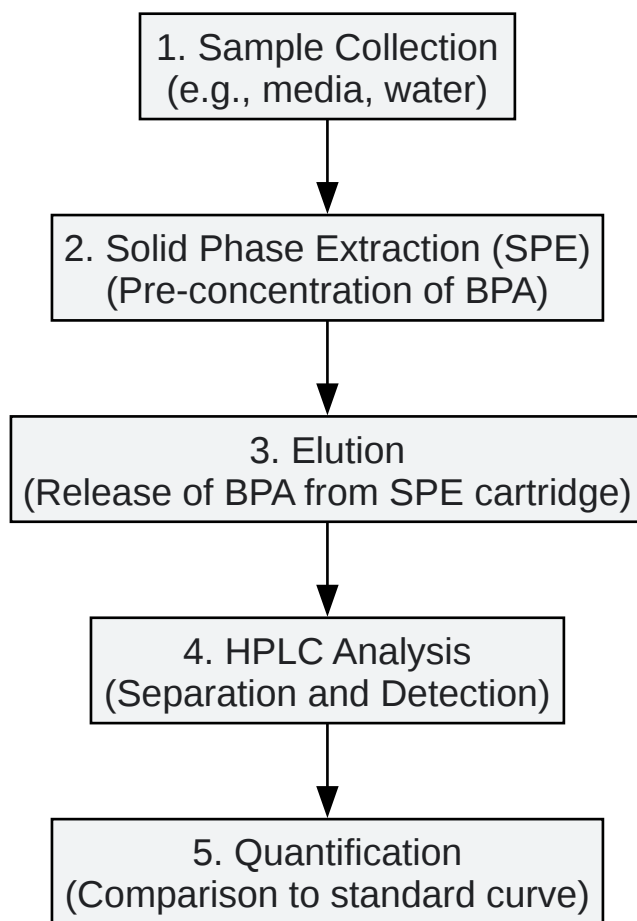 1. Sample Collection
(e.g., media, water)
2. Solid Phase Extraction (SPE)
(Pre-concentration of BPA)
3. Elution
(Release of BPA from SPE cartridge)
4. HPLC Analysis
(Separation and Detection)
5. Quantification
(Comparison to standard curve)